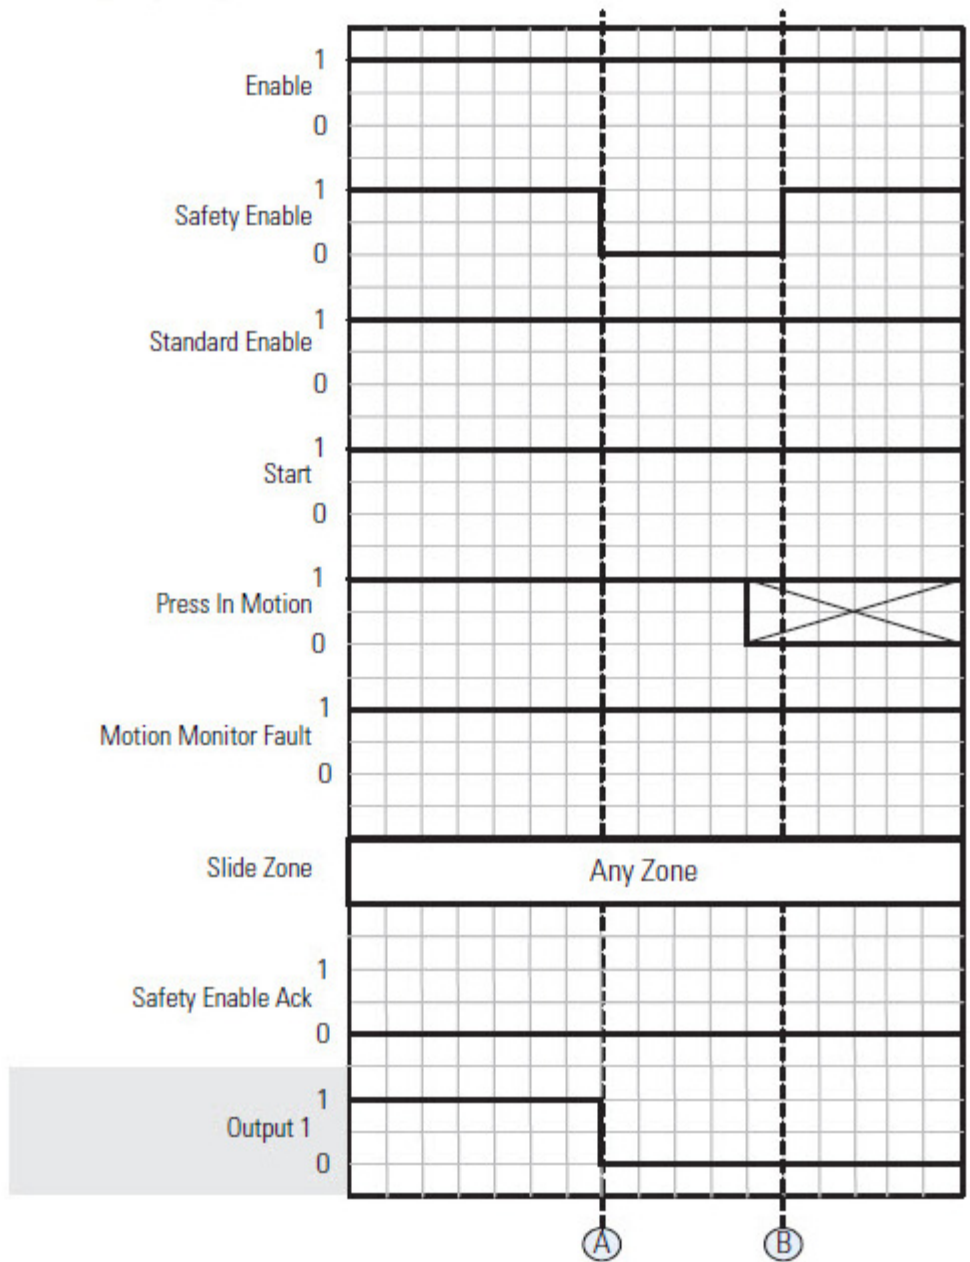 1
Enable
0
1
Safety Enable
0
1
Standard Enable
0
1
Start
0
1
Press In Motion
0
1
Motion Monitor Fault
0
Slide Zone
Any Zone
1
Safety Enable Ack
0
1
Output 1
0
A
B